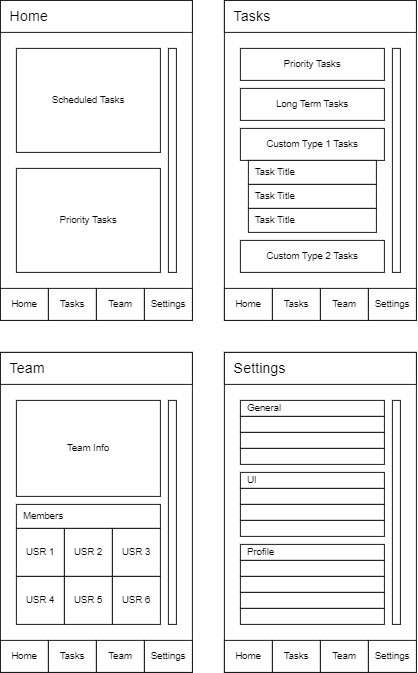 Home
Scheduled Tasks
Priority Tasks
Home Tasks Team Settings
Tasks
Priority Tasks
Long Term Tasks
Custom Type 1 Tasks
Task Title
Task Title
Task Title
Custom Type 2 Tasks
Home Tasks Team Settings
Team
Team Info
Members
USR 1 USR 2 USR 3
USR 4 USR 5 USR 6
Home Tasks Team Settings
Settings
General
UI
Profile
Home Tasks Team Settings